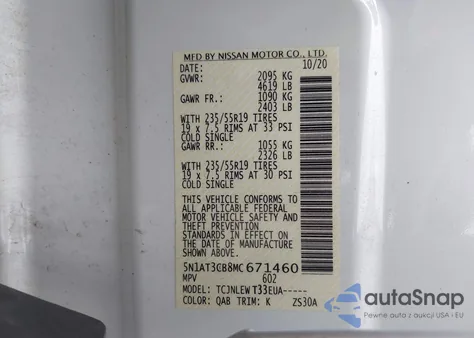 MFD BY NISSAN MOTOR CO., LTD.
DATE: 10/20
GVWR: 2095 KG
4619 LB
GAWR FR.: 1090 KG
2403 LB
WITH 235/55R19 TIRES
19 x 7.5 RIMS AT 33 PSI
COLD SINGLE
GAWR RR.: 1055 KG
2326 LB
WITH 235/55R19 TIRES
19 x 7.5 RIMS AT 30 PSI
COLD SINGLE
THIS VEHICLE CONFORMS TO
ALL APPLICABLE FEDERAL
MOTOR VEHICLE SAFETY AND
THEFT PREVENTION
STANDARDS IN EFFECT ON
THE DATE OF MANUFACTURE
SHOWN ABOVE.
5N1AT3CB8MC671460
MPV 602
MODEL: TCJNLEWT33EUA-----
COLOR: QAB TRIM: K ZS30A
autoSnap
Pewne auto z aukcji USA i EU